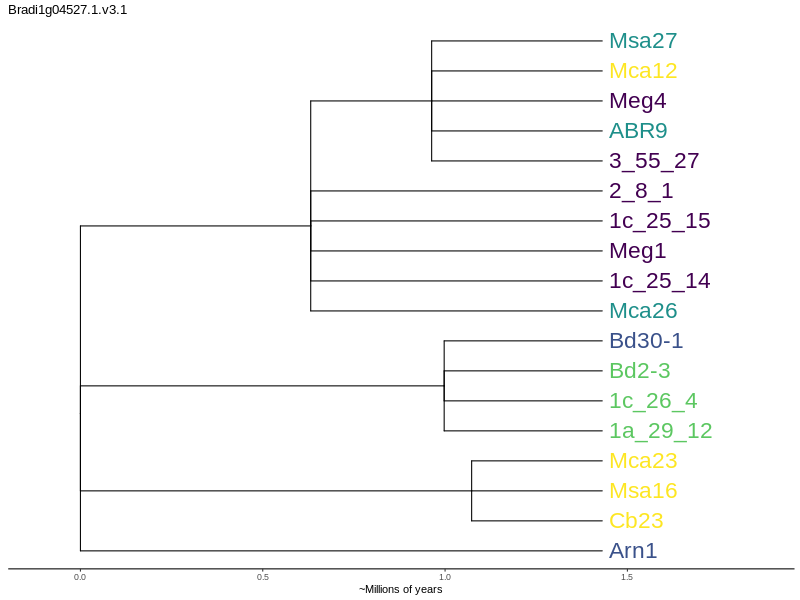 Bradi1g04527.1.v3.1
Msa27
Mca12
Meg4
ABR9
3_55_27
2_8_1
1c_25_15
Meg1
1c_25_14
Mca26
Bd30-1
Bd2-3
1c_26_4
1a_29_12
Mca23
Msa16
Cb23
Arn1
0.0 0.5 1.0 1.5
~Millions of years